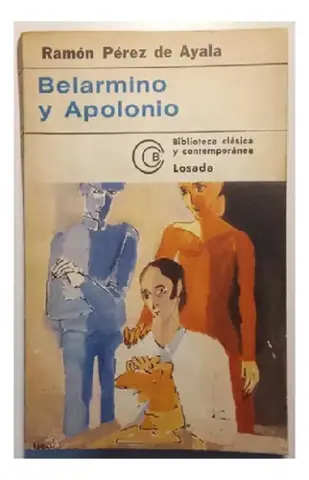 Ramón Pérez de Ayala
Belarmino
y Apolonio
B
Biblioteca clásica
y contemporánea
Losada